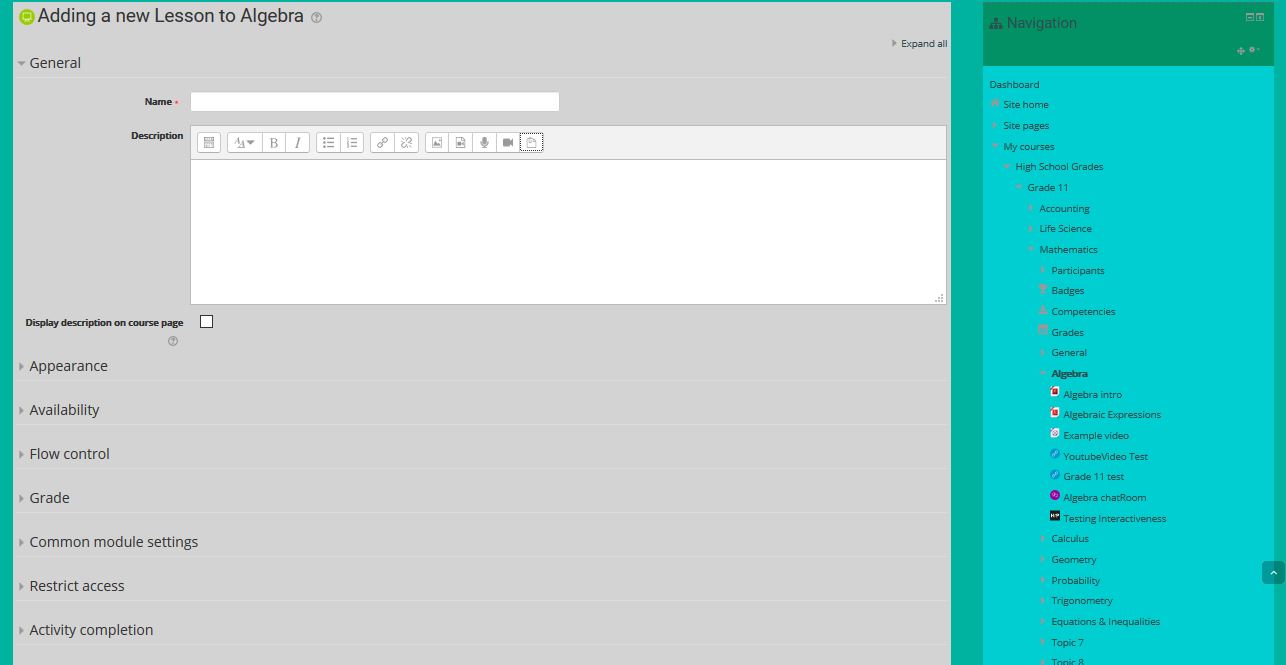 Adding a new Lesson to Algebra
Expand all
General
Name
Description
B
I
Display description on course page
Appearance
Availability
Flow control
Grade
Common module settings
Restrict access
Activity completion
Navigation
Dashboard
Site home
Site pages
My courses
High School Grades
Grade 11
Accounting
Life Science
Mathematics
Participants
Badges
Competencies
Grades
General
Algebra
Algebra intro
Algebraic Expressions
Example video
YoutubeVideo Test
Grade 11 test
Algebra chatRoom
Testing Interactiveness
Calculus
Geometry
Probability
Trigonometry
Equations & Inequalities
Topic 7
Topic 8